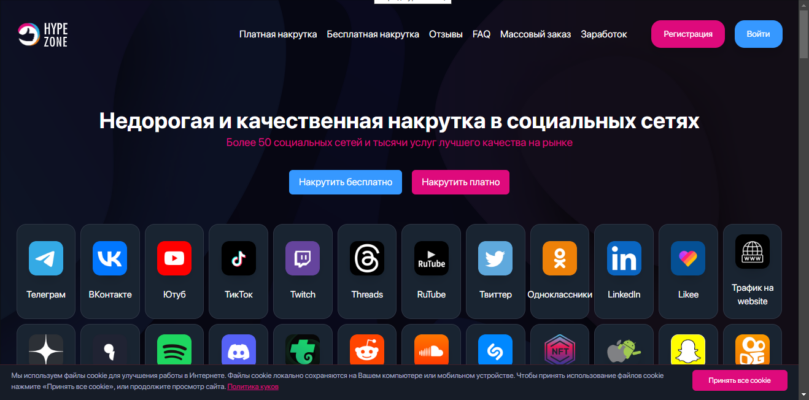 HYPE
ZONE
Платная накрутка
Бесплатная накрутка
Отзывы
FAQ
Массовый заказ
Заработок
Регистрация
Войти
Недорогая и качественная накрутка в социальных сетях
Более 50 социальных сетей и тысячи услуг лучшего качества на рынке
Накрутить бесплатно
Накрутить платно
RuTube
WWW
Телеграм
ВКонтакте
Ютуб
ТикТок
Twitch
Threads
RuTube
Твиттер
Одноклассники
LinkedIn
Likee
Трафик на
website
NFT
Мы используем файлы cookie для улучшения работы в Интернете. Файлы cookie локально сохраняются на Вашем компьютере или мобильном устройстве. Чтобы принять использование файлов cookie
нажмите «Принять все cookie», или продолжите просмотр сайта. Политика куков
Принять все cookie